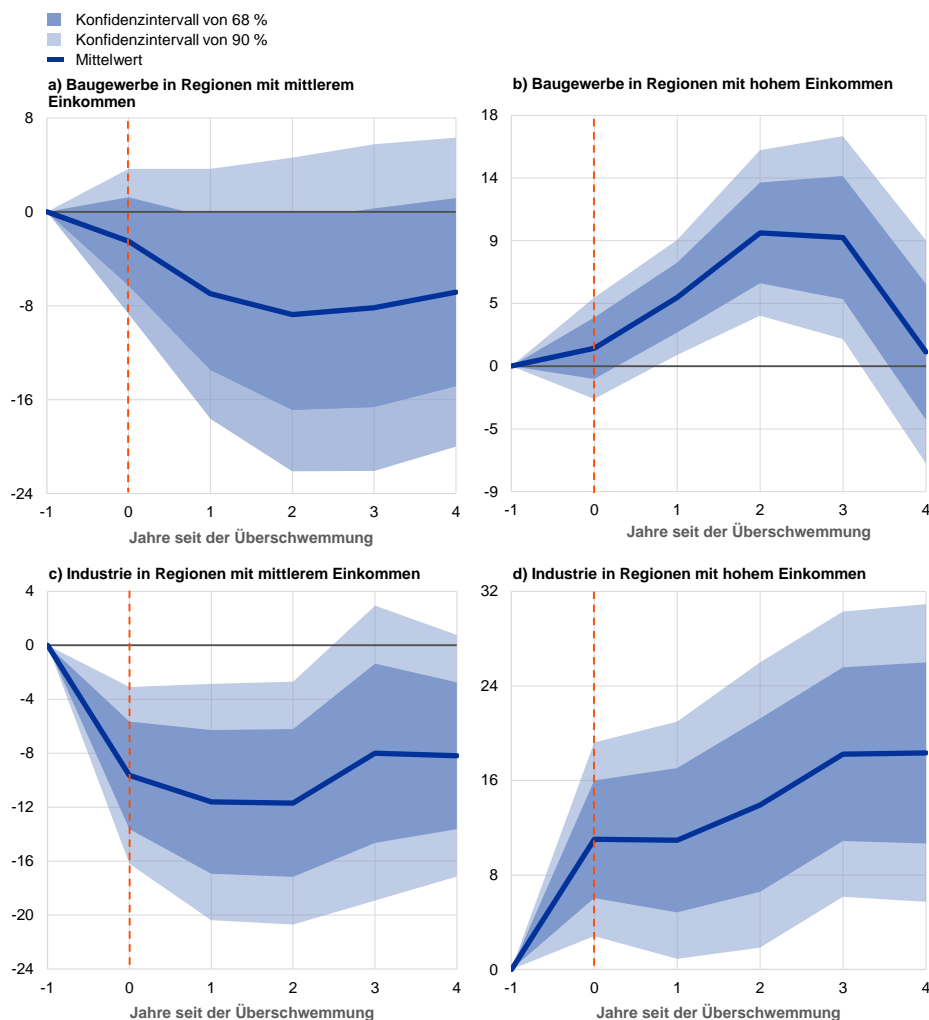 Konfidenzintervall von 68 %
Konfidenzintervall von 90 %
Mittelwert
a) Baugewerbe in Regionen mit mittlerem
Einkommen
8
0
-8
-16
-24
-1 0 1 2 3 4
Jahre seit der Überschwemmung
b) Baugewerbe in Regionen mit hohem Einkommen
18
14
9
5
0
-5
-9
-1 0 1 2 3 4
Jahre seit der Überschwemmung
c) Industrie in Regionen mit mittlerem Einkommen
4
0
-4
-8
-12
-16
-20
-24
-1 0 1 2 3 4
Jahre seit der Überschwemmung
d) Industrie in Regionen mit hohem Einkommen
32
24
16
8
0
-1 0 1 2 3 4
Jahre seit der Überschwemmung